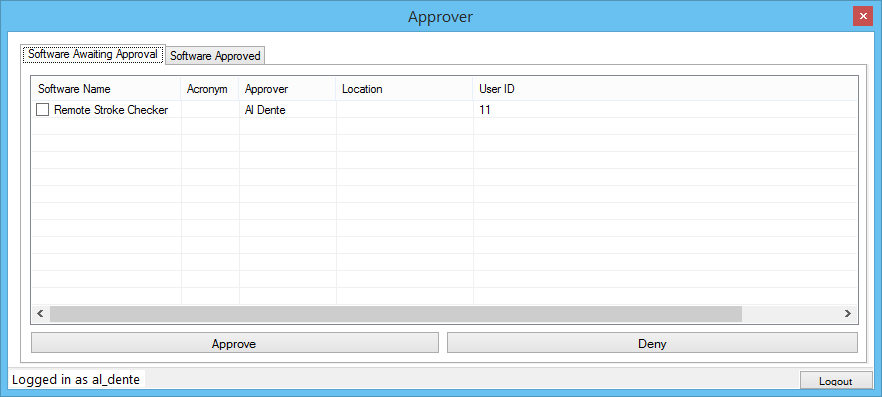 Approver
Software Awaiting Approval Software Approved
Software Name Acronym Approver Location User ID
Remote Stroke Checker Al Dente 11
Approve Deny
Logged in as al_dente Logout